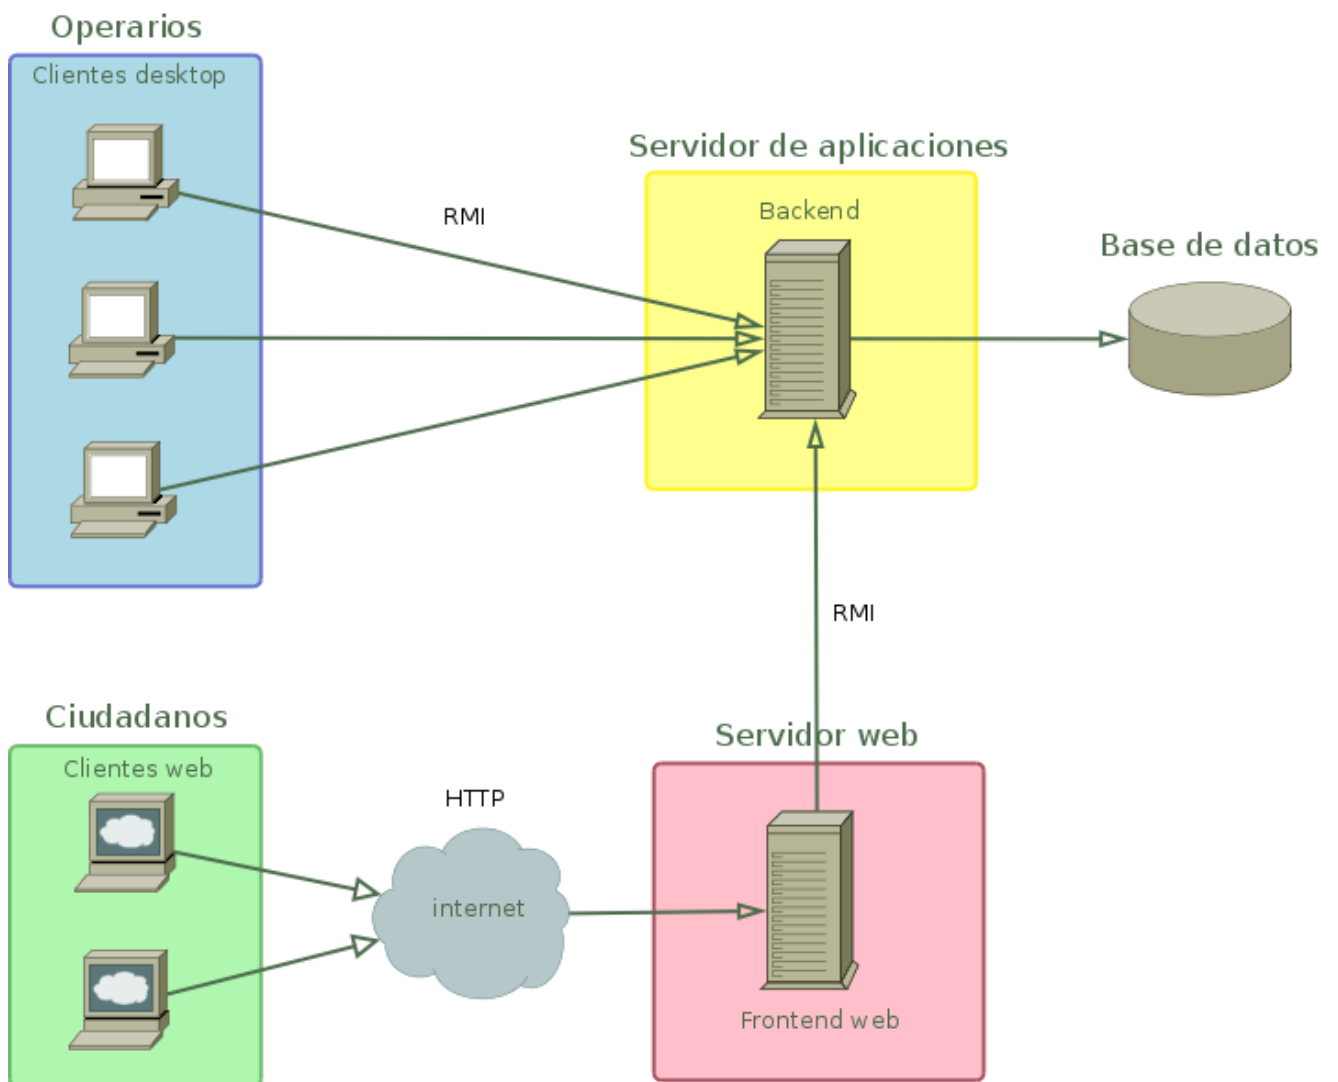 Operarios
Clientes desktop
Servidor de aplicaciones
RMI
Backend
Base de datos
RMI
Ciudadanos
Servidor web
Clientes web
HTTP
internet
Frontend web